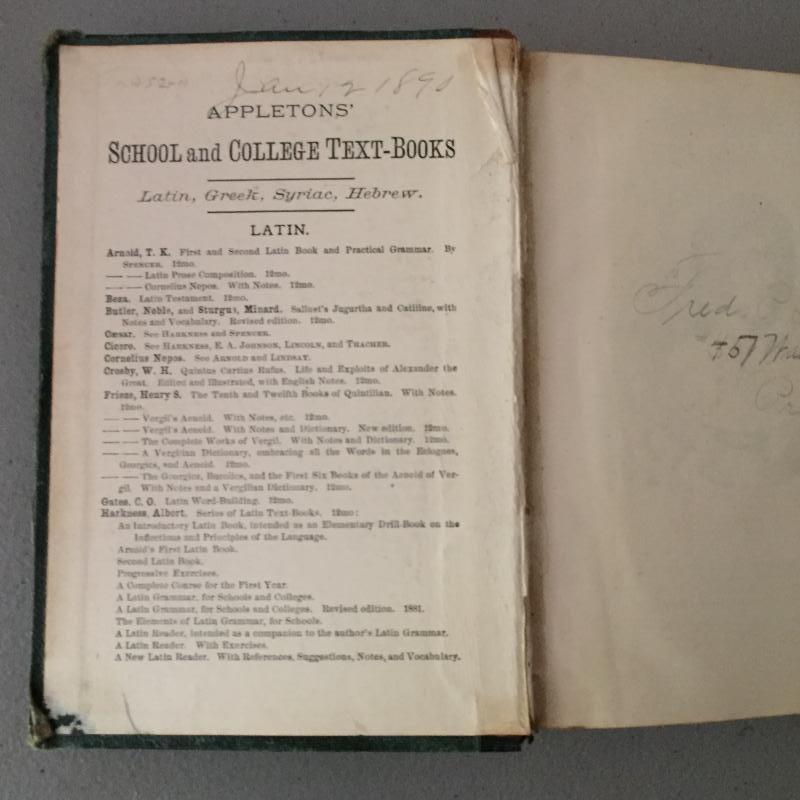 Jan 12 1890
APPLETONS'
SCHOOL and COLLEGE TEXT-BOOKS
Latin, Greek, Syriac, Hebrew.
LATIN.
Arnold, T. K. First and Second Latin Book and Practical Grammar. By
SPENCER. 12mo.
—— —— Latin Prose Composition. 12mo.
—— —— Cornelius Nepos. With Notes. 12mo.
Beza. Latin Testament. 12mo.
Butler, Noble, and Sturgus, Minard. Sallust's Jugurtha and Catiline, with
Notes and Vocabulary. Revised edition. 12mo.
Cæsar. See HARKNESS and SPENCER.
Cicero. See HARKNESS, E. A. JOHNSON, LINCOLN, and THACHER.
Cornelius Nepos. See ARNOLD and LINDSAY.
Crosby, W. H. Quintus Curtius Rufus. Life and Exploits of Alexander the
Great. Edited and Illustrated, with English Notes. 12mo.
Frieze, Henry S. The Tenth and Twelfth Books of Quintilian. With Notes.
12mo.
—— —— Vergil's Aeneid. With Notes, etc. 12mo.
—— —— Vergil's Aeneid. With Notes and Dictionary. New edition. 12mo.
—— —— The Complete Works of Vergil. With Notes and Dictionary. 12mo.
—— —— A Vergilian Dictionary, embracing all the Words in the Eclogues,
Georgics, and Aeneid. 12mo.
—— —— The Georgics, Bucolics, and the First Six Books of the Aeneid of Ver-
gil. With Notes and a Vergilian Dictionary. 12mo.
Gates, C. O. Latin Word-Building. 12mo.
Harkness, Albert. Series of Latin Text-Books. 12mo:
An Introductory Latin Book, intended as an Elementary Drill-Book on the
Inflections and Principles of the Language.
Arnold's First Latin Book.
Second Latin Book.
Progressive Exercises.
A Complete Course for the First Year.
A Latin Grammar, for Schools and Colleges.
A Latin Grammar, for Schools and Colleges. Revised edition. 1881.
The Elements of Latin Grammar, for Schools.
A Latin Reader, intended as a companion to the author's Latin Grammar.
A Latin Reader. With Exercises.
A New Latin Reader. With References, Suggestions, Notes, and Vocabulary.
Fred